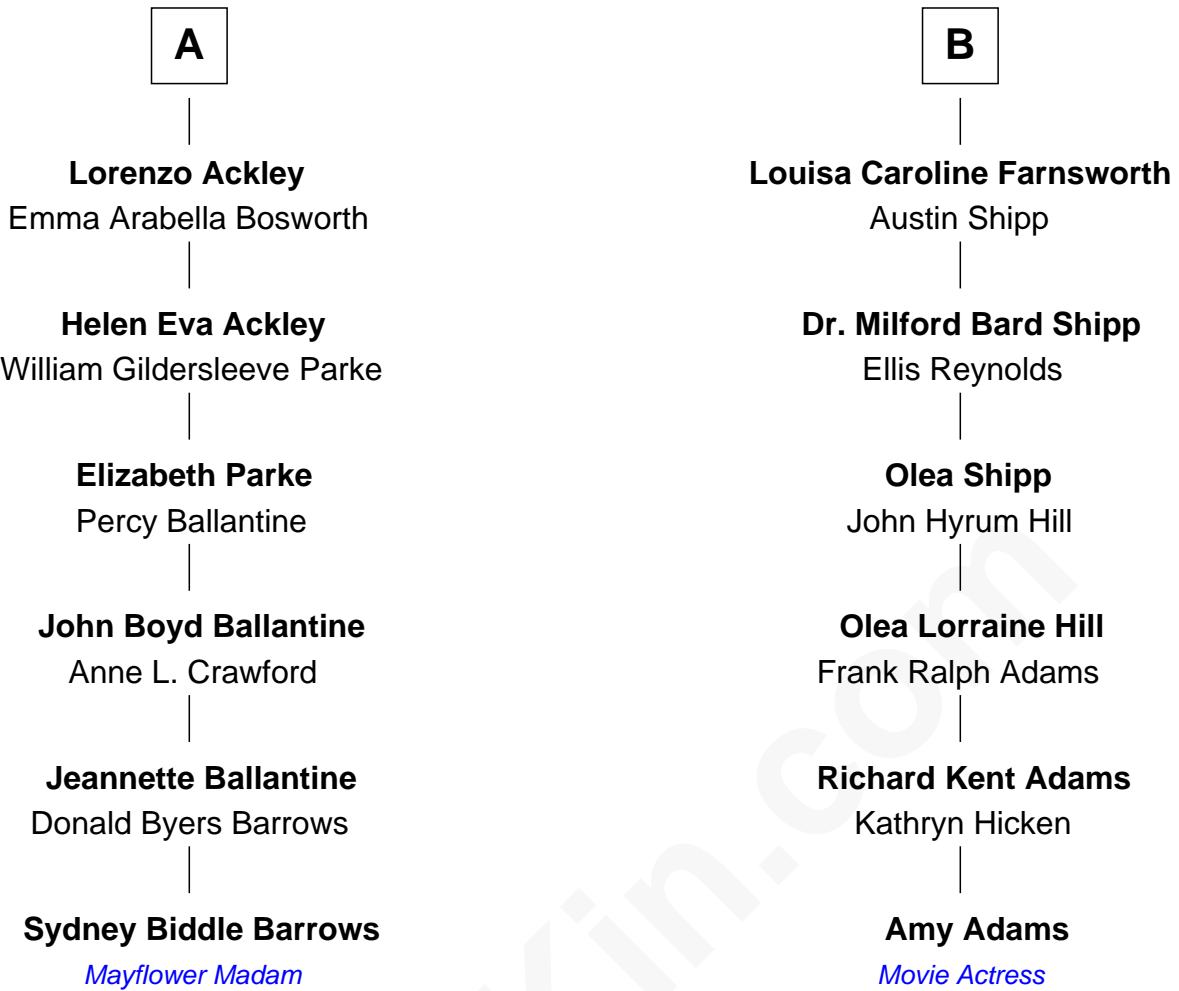 A
Lorenzo Ackley
Emma Arabella Bosworth
Helen Eva Ackley
William Gildersleeve Parke
Elizabeth Parke
Percy Ballantine
John Boyd Ballantine
Anne L. Crawford
Jeannette Ballantine
Donald Byers Barrows
Sydney Biddle Barrows
Mayflower Madam
B
Louisa Caroline Farnsworth
Austin Shipp
Dr. Milford Bard Shipp
Ellis Reynolds
Olea Shipp
John Hyrum Hill
Olea Lorraine Hill
Frank Ralph Adams
Richard Kent Adams
Kathryn Hicken
Amy Adams
Movie Actress
Kin.com